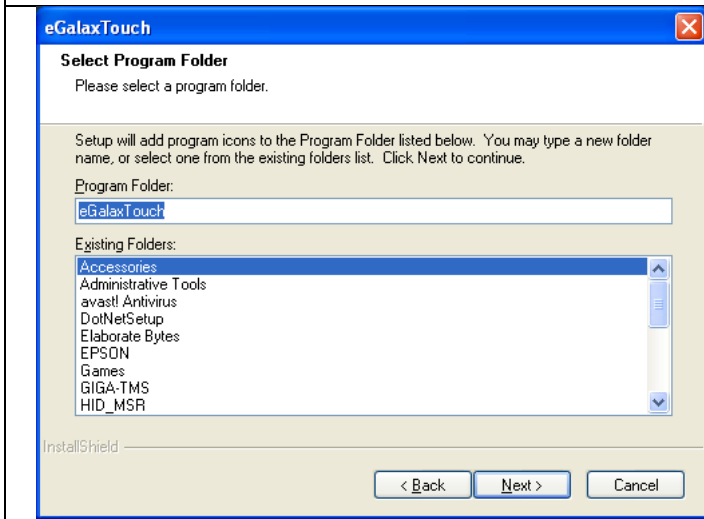 eGalaxTouch
Select Program Folder
Please select a program folder.
Setup will add program icons to the Program Folder listed below.  You may type a new folder
name, or select one from the existing folders list.  Click Next to continue.
Program Folder:
eGalaxTouch
Existing Folders:
Accessories
Administrative Tools
avast! Antivirus
DotNetSetup
Elaborate Bytes
EPSON
Games
GIGA-TMS
HID_MSR
InstallShield
< Back Next > Cancel